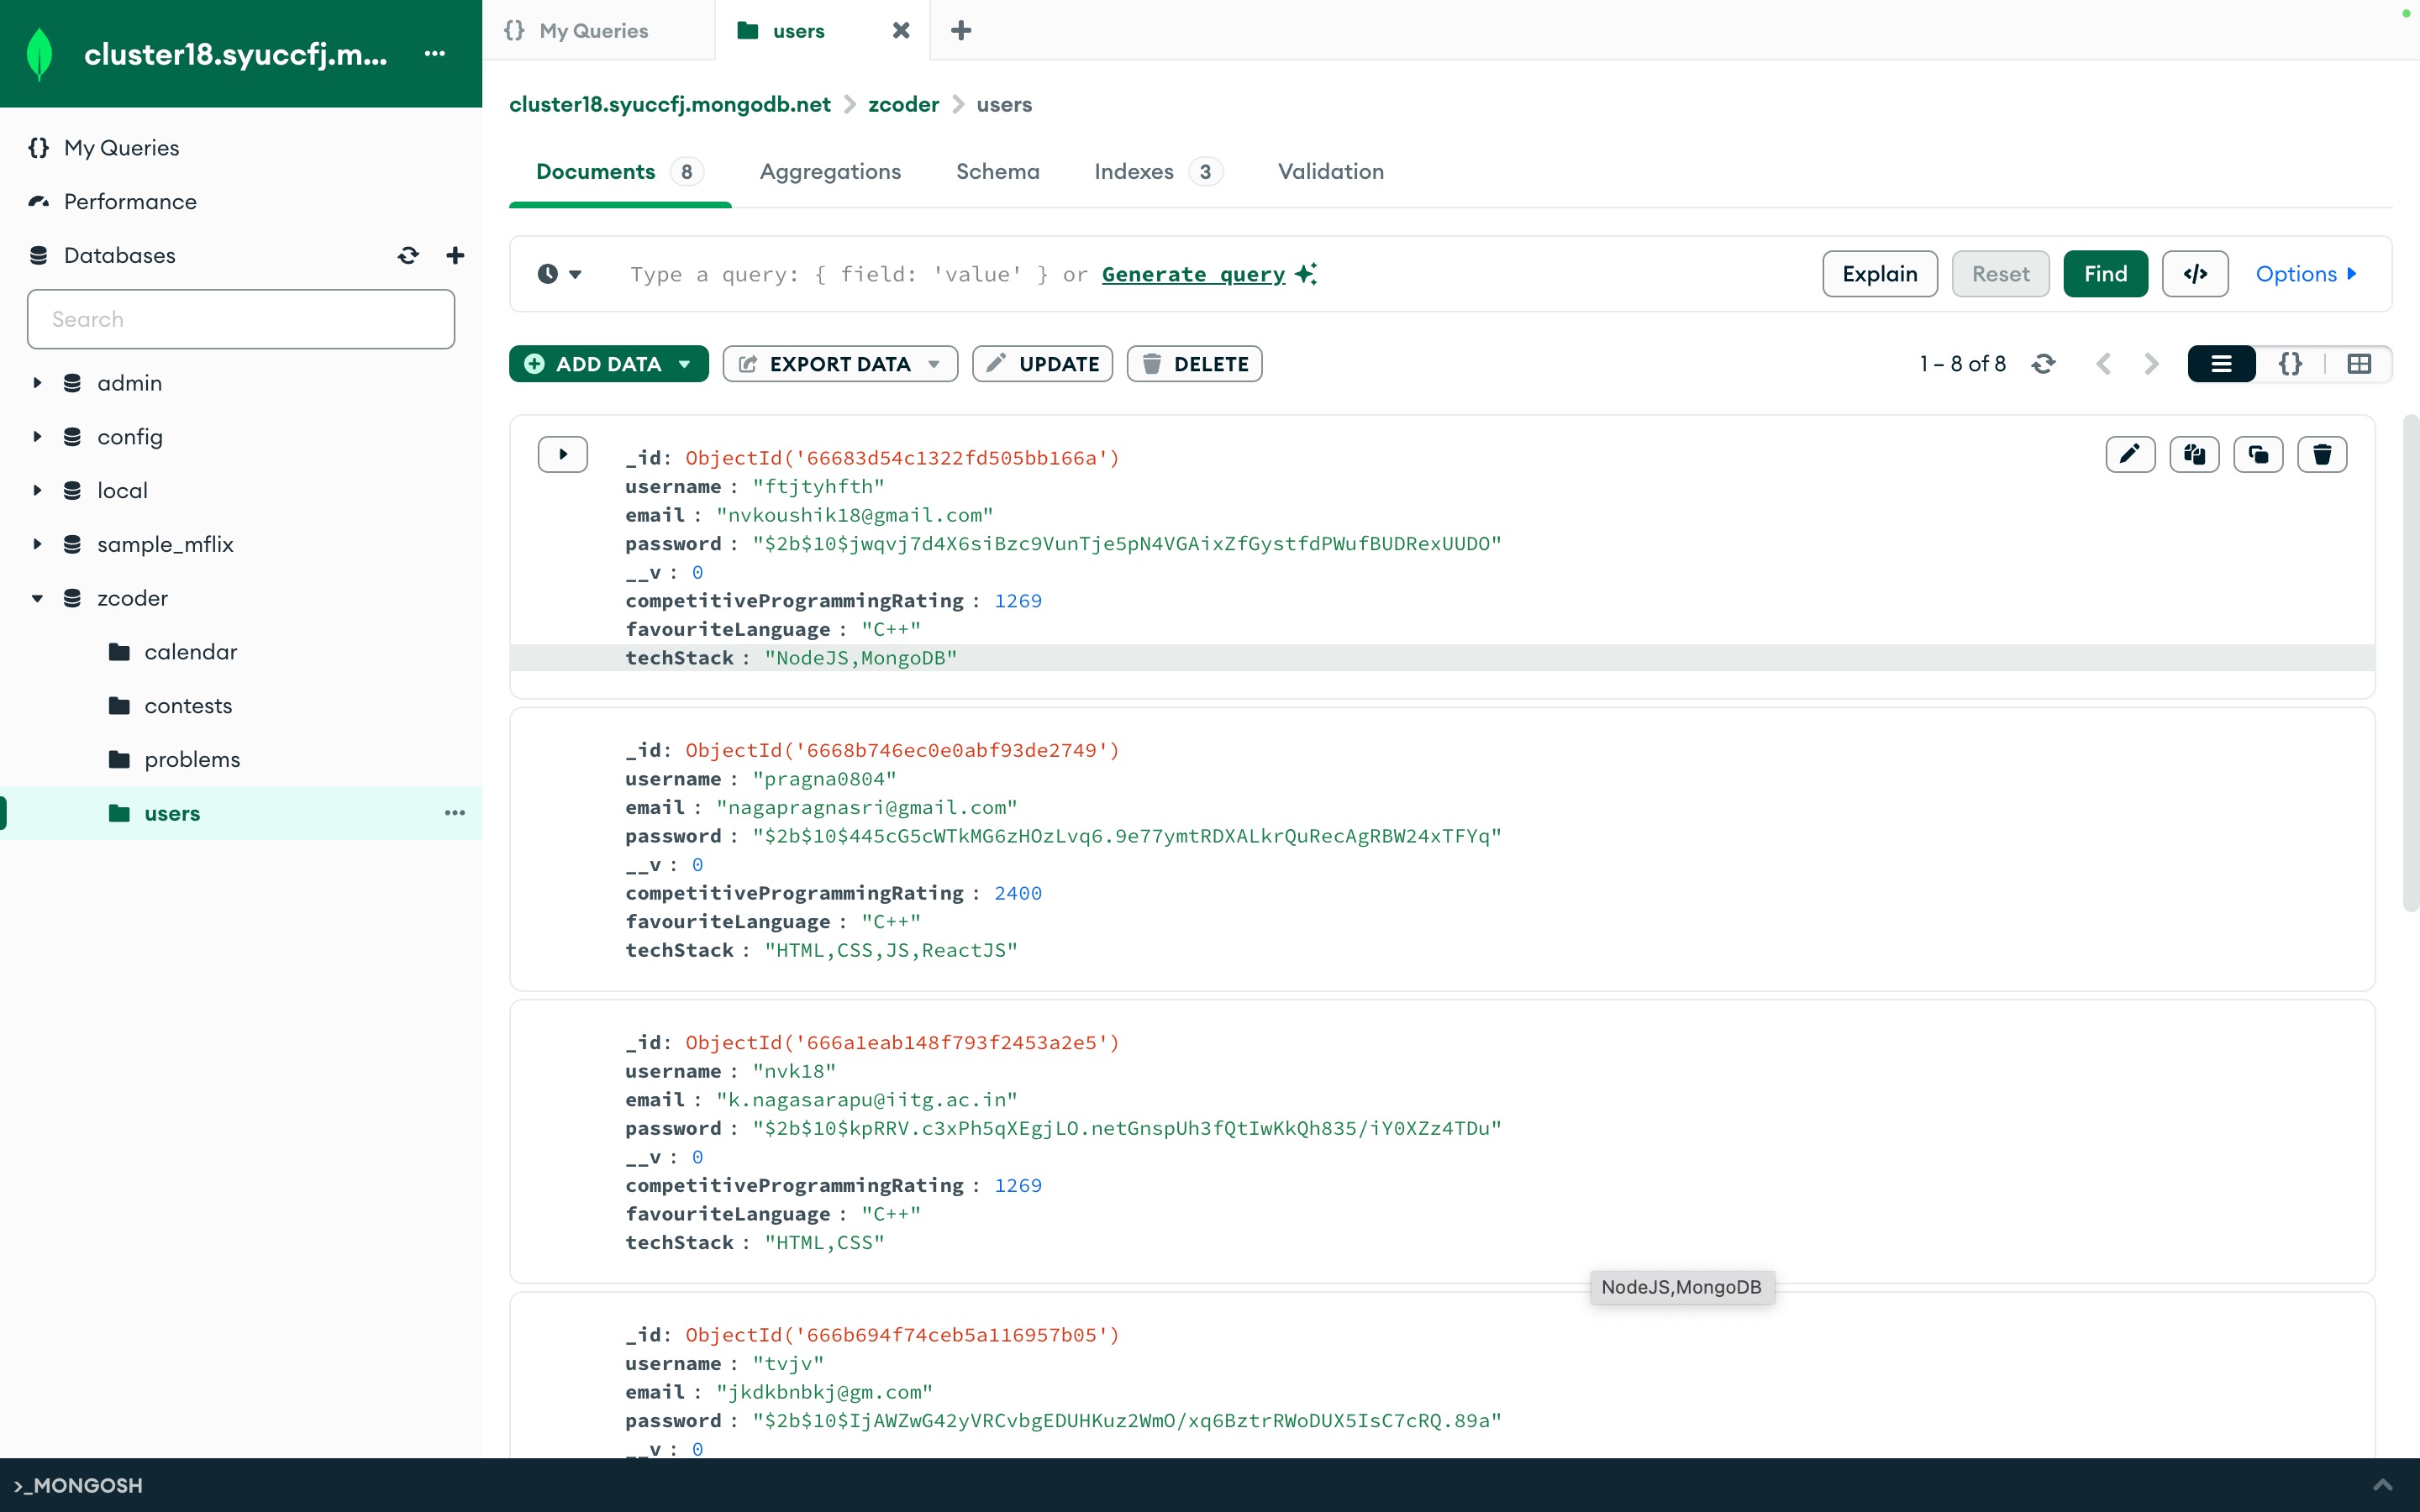 cluster18.syuccfj.m...
My Queries
Performance
Databases
Search
admin
config
local
sample_mflix
zcoder
calendar
contests
problems
users
{} My Queries
users
cluster18.syuccfj.mongodb.net > zcoder > users
Documents 8 Aggregations Schema Indexes 3 Validation
Type a query: { field: 'value' } or Generate query
Explain Reset Find </> Options
ADD DATA EXPORT DATA UPDATE DELETE
1 – 8 of 8
_id: ObjectId('66683d54c1322fd505bb166a')
username : "ftjtyhfth"
email : "nvkoushik18@gmail.com"
password : "$2b$10$jwqvj7d4X6siBzc9VunTje5pN4VGAixZfGystfdPWufBUDRexUUDO"
__v : 0
competitiveProgrammingRating : 1269
favouriteLanguage : "C++"
techStack : "NodeJS,MongoDB"
_id: ObjectId('6668b746ec0e0abf93de2749')
username : "pragna0804"
email : "nagapragnasri@gmail.com"
password : "$2b$10$445cG5cWTkMG6zHOzLvq6.9e77ymtRDXALkrQuRecAgRBW24xTFYq"
__v : 0
competitiveProgrammingRating : 2400
favouriteLanguage : "C++"
techStack : "HTML,CSS,JS,ReactJS"
_id: ObjectId('666a1eab148f793f2453a2e5')
username : "nvk18"
email : "k.nagasarapu@iitg.ac.in"
password : "$2b$10$kpRRV.c3xPh5qXEgjLO.netGnspUh3fQtIwKkQh835/iY0XZz4TDu"
__v : 0
competitiveProgrammingRating : 1269
favouriteLanguage : "C++"
techStack : "HTML,CSS"
NodeJS,MongoDB
_id: ObjectId('666b694f74ceb5a116957b05')
username : "tvjv"
email : "jkdkbnbkj@gm.com"
password : "$2b$10$IjAWZwG42yVRCvbgEDUHKuz2WmO/xq6BztrRWoDUX5IsC7cRQ.89a"
__v : 0
>_MONGOSH